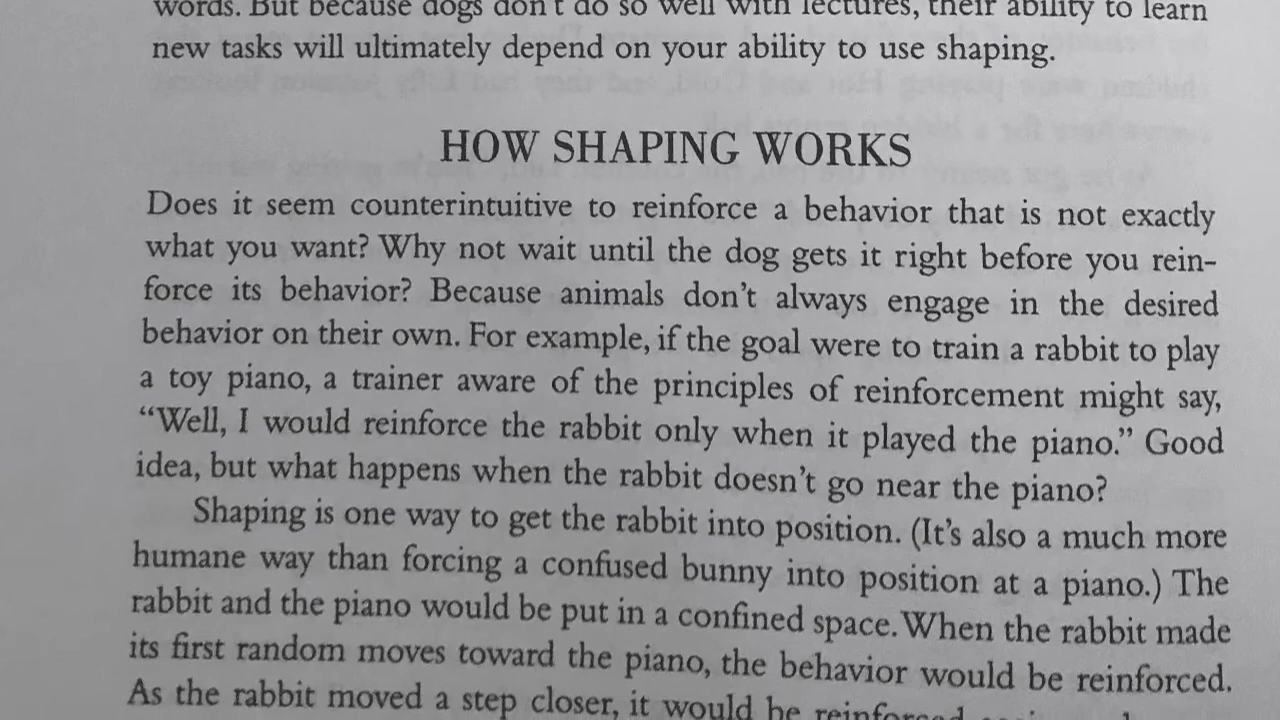 words. But because dogs don't do so well with lectures, their ability to learn
new tasks will ultimately depend on your ability to use shaping.
HOW SHAPING WORKS
Does it seem counterintuitive to reinforce a behavior that is not exactly
what you want? Why not wait until the dog gets it right before you rein-
force its behavior? Because animals don't always engage in the desired
behavior on their own. For example, if the goal were to train a rabbit to play
a toy piano, a trainer aware of the principles of reinforcement might say,
“Well, I would reinforce the rabbit only when it played the piano.” Good
idea, but what happens when the rabbit doesn't go near the piano?
Shaping is one way to get the rabbit into position. (It's also a much more
humane way than forcing a confused bunny into position at a piano.) The
rabbit and the piano would be put in a confined space. When the rabbit made
its first random moves toward the piano, the behavior would be reinforced.
As the rabbit moved a step closer, it would be reinforced